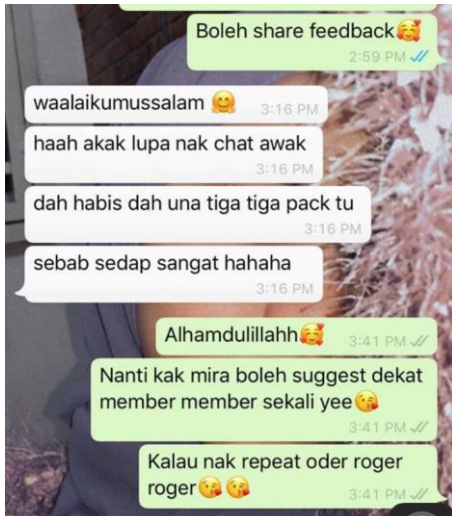 Boleh share feedback🥰
2:59 PM
waalaikumussalam 🤗 3:16 PM
haah akak lupa nak chat awak
3:16 PM
dah habis dah una tiga tiga pack tu
3:16 PM
sebab sedap sangat hahaha
3:16 PM
Alhamdulillahh🥰 3:41 PM
Nanti kak mira boleh suggest dekat
member member sekali yee😘
3:41 PM
Kalau nak repeat oder roger
roger😘😘 3:41 PM